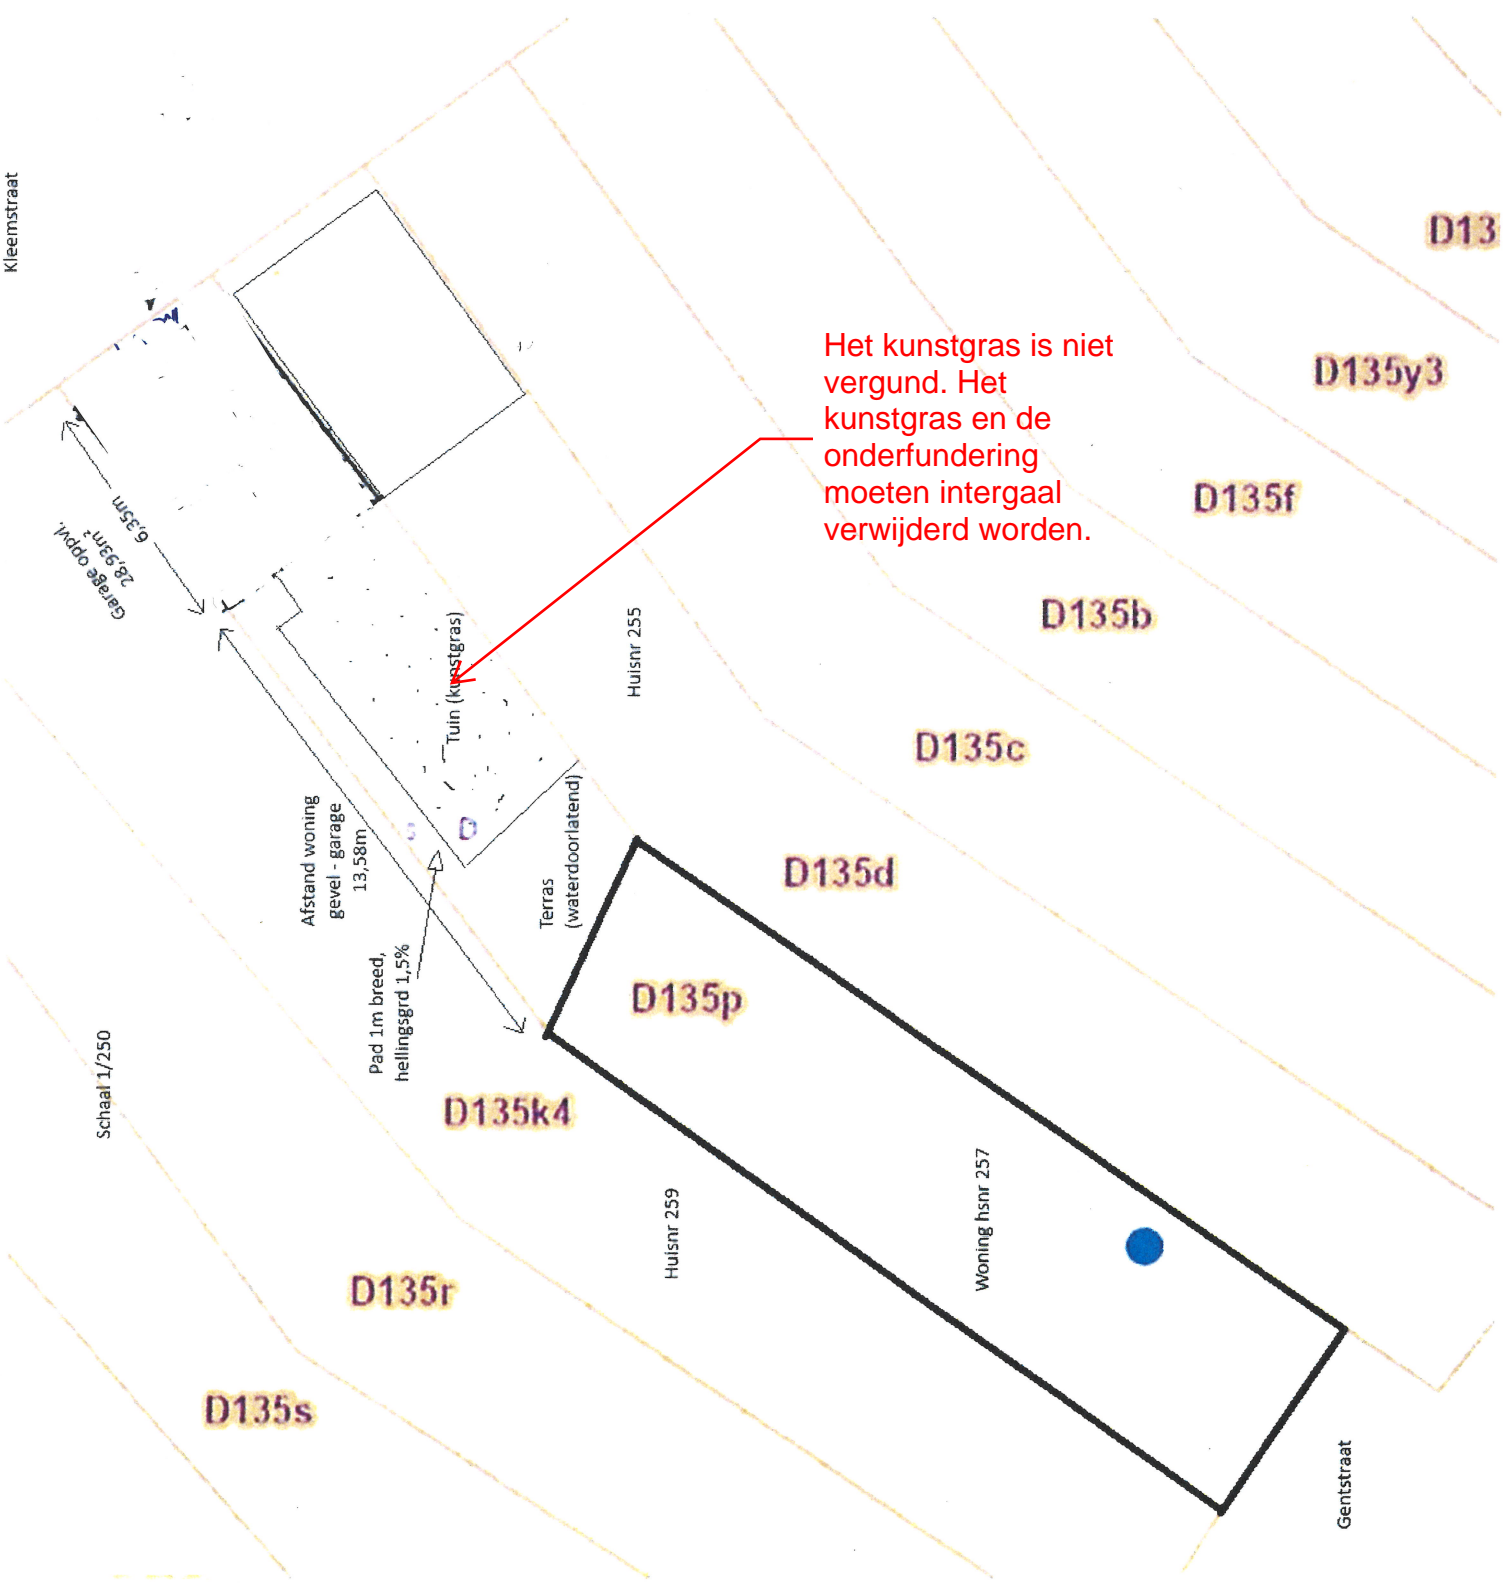 Kleemstraat
D13
Het kunstgras is niet
vergund. Het
kunstgras en de
onderfundering
moeten intergaal
verwijderd worden.
D135y3
D135f
6,35m
Garage oppvl.
28,93m²
D135b
Tuin (kunstgras)
Huisnr 255
D135c
Afstand woning
gevel - garage
13,58m
D
Terras
(waterdoorlatend)
D135d
Pad 1m breed,
hellingsgrd 1,5%
D135p
Schaal 1/250
D135k4
Huisnr 259
Woning hsnr 257
D135r
D135s
Gentstraat